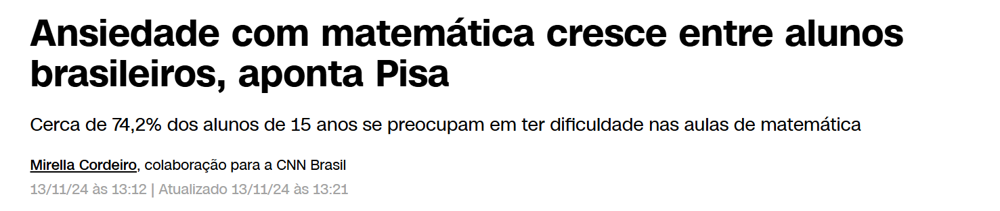 Ansiedade com matemática cresce entre alunos
brasileiros, aponta Pisa
Cerca de 74,2% dos alunos de 15 anos se preocupam em ter dificuldade nas aulas de matemática
Mirella Cordeiro, colaboração para a CNN Brasil
13/11/24 às 13:12 | Atualizado 13/11/24 às 13:21